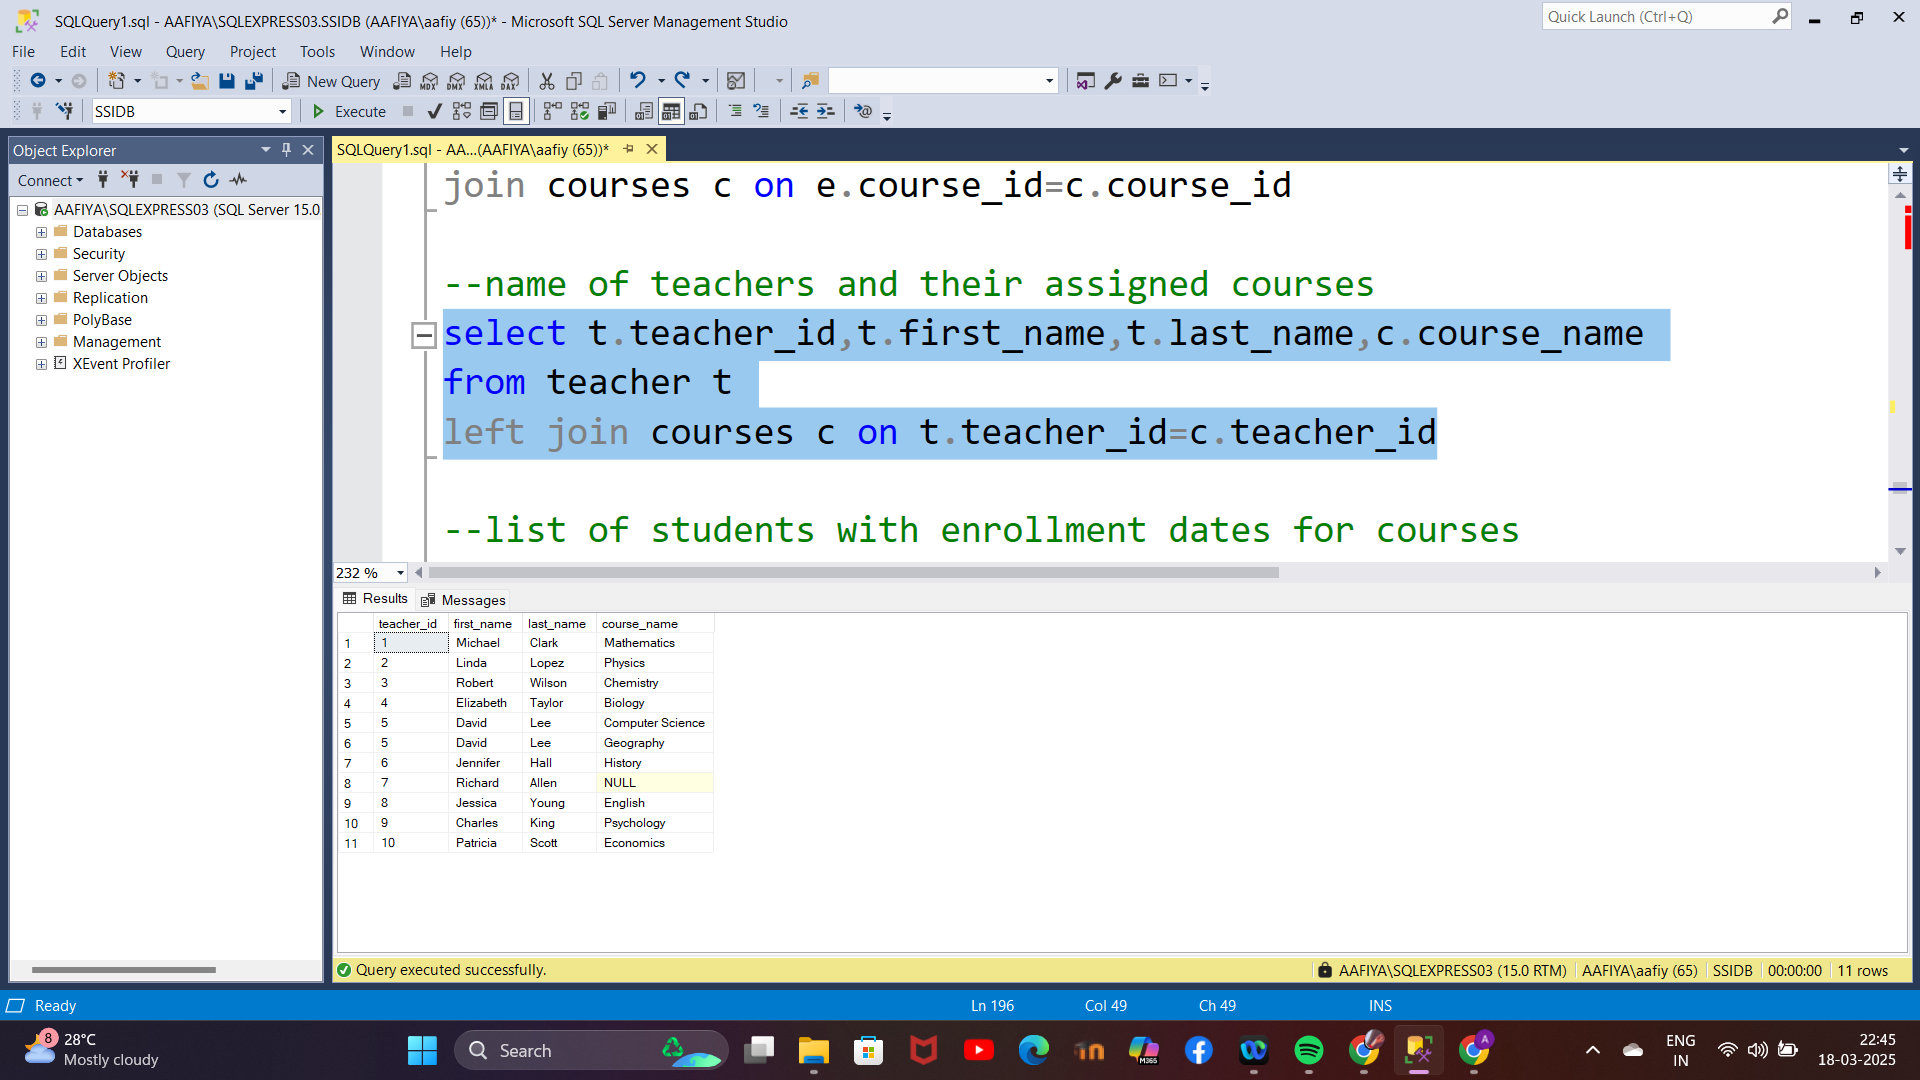 SQLQuery1.sql - AAFIYA\SQLEXPRESS03.SSIDB (AAFIYA\aafiy (65))* - Microsoft SQL Server Management Studio
Quick Launch (Ctrl+Q)
File Edit View Query Project Tools Window Help
New Query
MDX DMX XMLA DAX
SSIDB
Execute
Object Explorer
SQLQuery1.sql - AA...(AAFIYA\aafiy (65))*
Connect
AAFIYA\SQLEXPRESS03 (SQL Server 15.0
Databases
Security
Server Objects
Replication
PolyBase
Management
XEvent Profiler
join courses c on e.course_id=c.course_id
--name of teachers and their assigned courses
select t.teacher_id,t.first_name,t.last_name,c.course_name
from teacher t
left join courses c on t.teacher_id=c.teacher_id
--list of students with enrollment dates for courses
232 %
Results Messages
teacher_id first_name last_name course_name
1 1 Michael Clark Mathematics
2 2 Linda Lopez Physics
3 3 Robert Wilson Chemistry
4 4 Elizabeth Taylor Biology
5 5 David Lee Computer Science
6 5 David Lee Geography
7 6 Jennifer Hall History
8 7 Richard Allen NULL
9 8 Jessica Young English
10 9 Charles King Psychology
11 10 Patricia Scott Economics
Query executed successfully.
AAFIYA\SQLEXPRESS03 (15.0 RTM) AAFIYA\aafiy (65) SSIDB 00:00:00 11 rows
Ready
Ln 196 Col 49 Ch 49 INS
8
28°C
Mostly cloudy
Search
in
M365
A
ENG
IN
22:45
18-03-2025